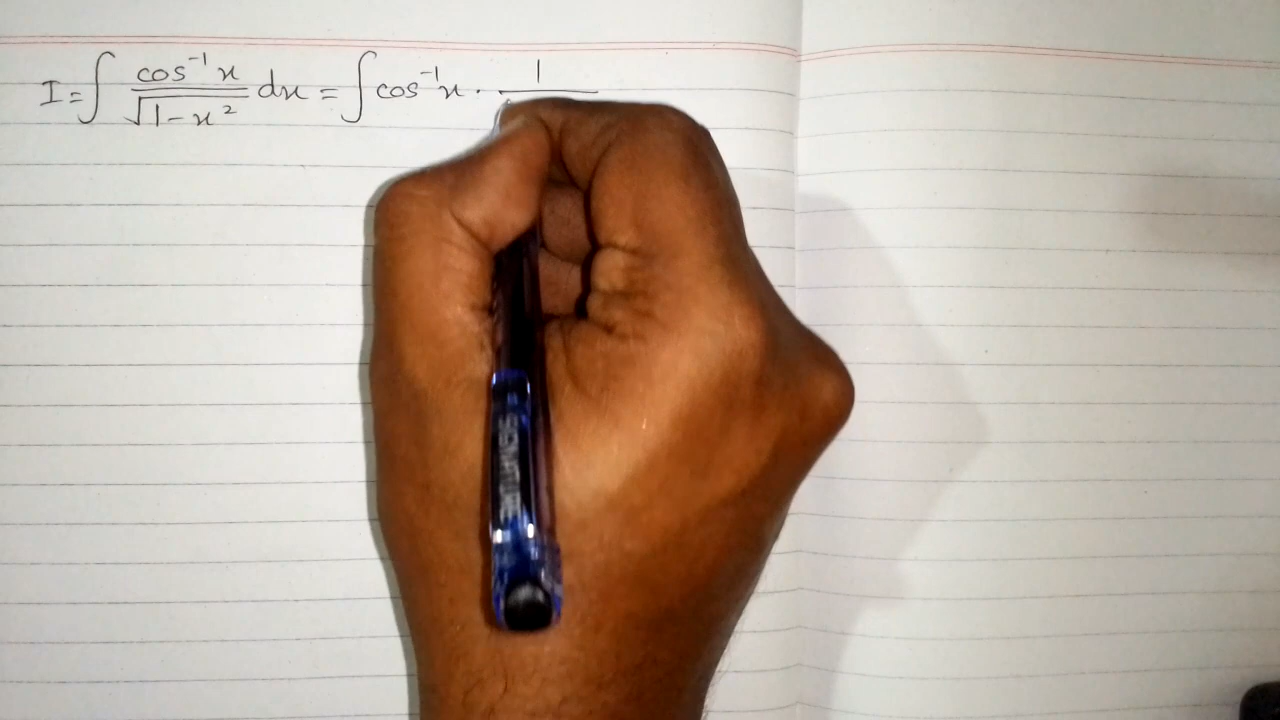 I = ∫ cos⁻¹x / √(1-x²) dx = ∫ cos⁻¹x · 1 /